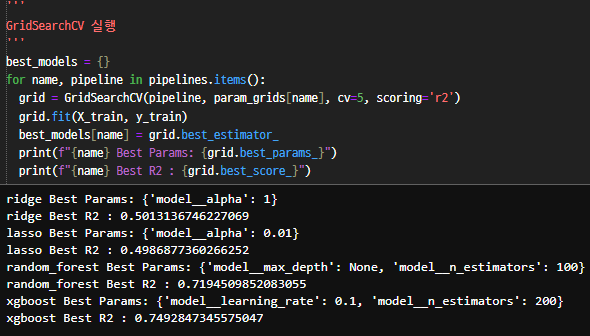 '''
GridSearchCV 실행
'''
best_models = {}
for name, pipeline in pipelines.items():
  grid = GridSearchCV(pipeline, param_grids[name], cv=5, scoring='r2')
  grid.fit(X_train, y_train)
  best_models[name] = grid.best_estimator_
  print(f"{name} Best Params: {grid.best_params_}")
  print(f"{name} Best R2 : {grid.best_score_}")
ridge Best Params: {'model__alpha': 1}
ridge Best R2 : 0.5013136746227069
lasso Best Params: {'model__alpha': 0.01}
lasso Best R2 : 0.4986877360266252
random_forest Best Params: {'model__max_depth': None, 'model__n_estimators': 100}
random_forest Best R2 : 0.7194509852083055
xgboost Best Params: {'model__learning_rate': 0.1, 'model__n_estimators': 200}
xgboost Best R2 : 0.7492847345575047